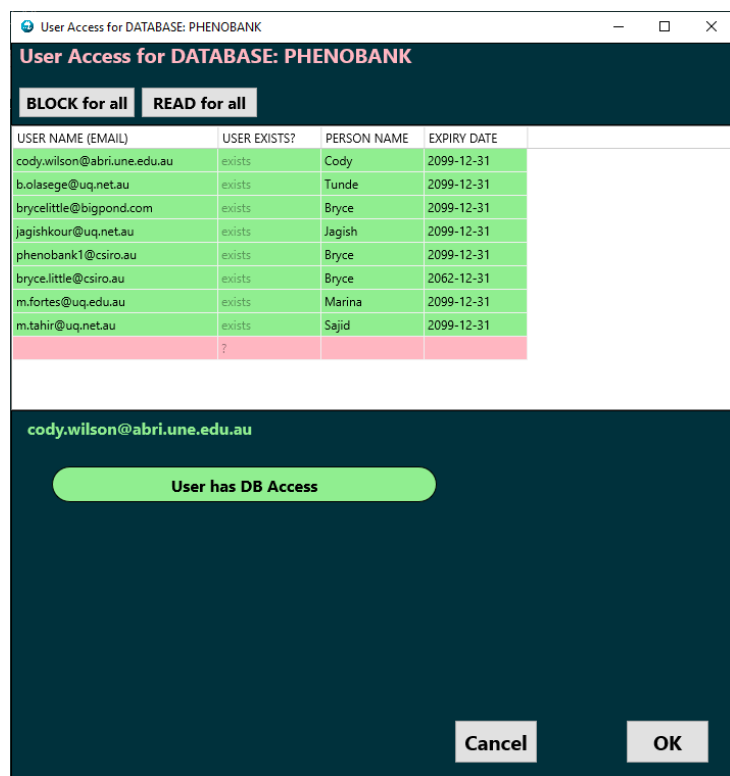 User Access for DATABASE: PHENOBANK
User Access for DATABASE: PHENOBANK
BLOCK for all READ for all
USER NAME (EMAIL) USER EXISTS? PERSON NAME EXPIRY DATE
cody.wilson@abri.une.edu.au exists Cody 2099-12-31
b.olasege@uq.net.au exists Tunde 2099-12-31
brycelittle@bigpond.com exists Bryce 2099-12-31
jagishkour@uq.net.au exists Jagish 2099-12-31
phenobank1@csiro.au exists Bryce 2099-12-31
bryce.little@csiro.au exists Bryce 2062-12-31
m.fortes@uq.edu.au exists Marina 2099-12-31
m.tahir@uq.net.au exists Sajid 2099-12-31
?
cody.wilson@abri.une.edu.au
User has DB Access
Cancel OK